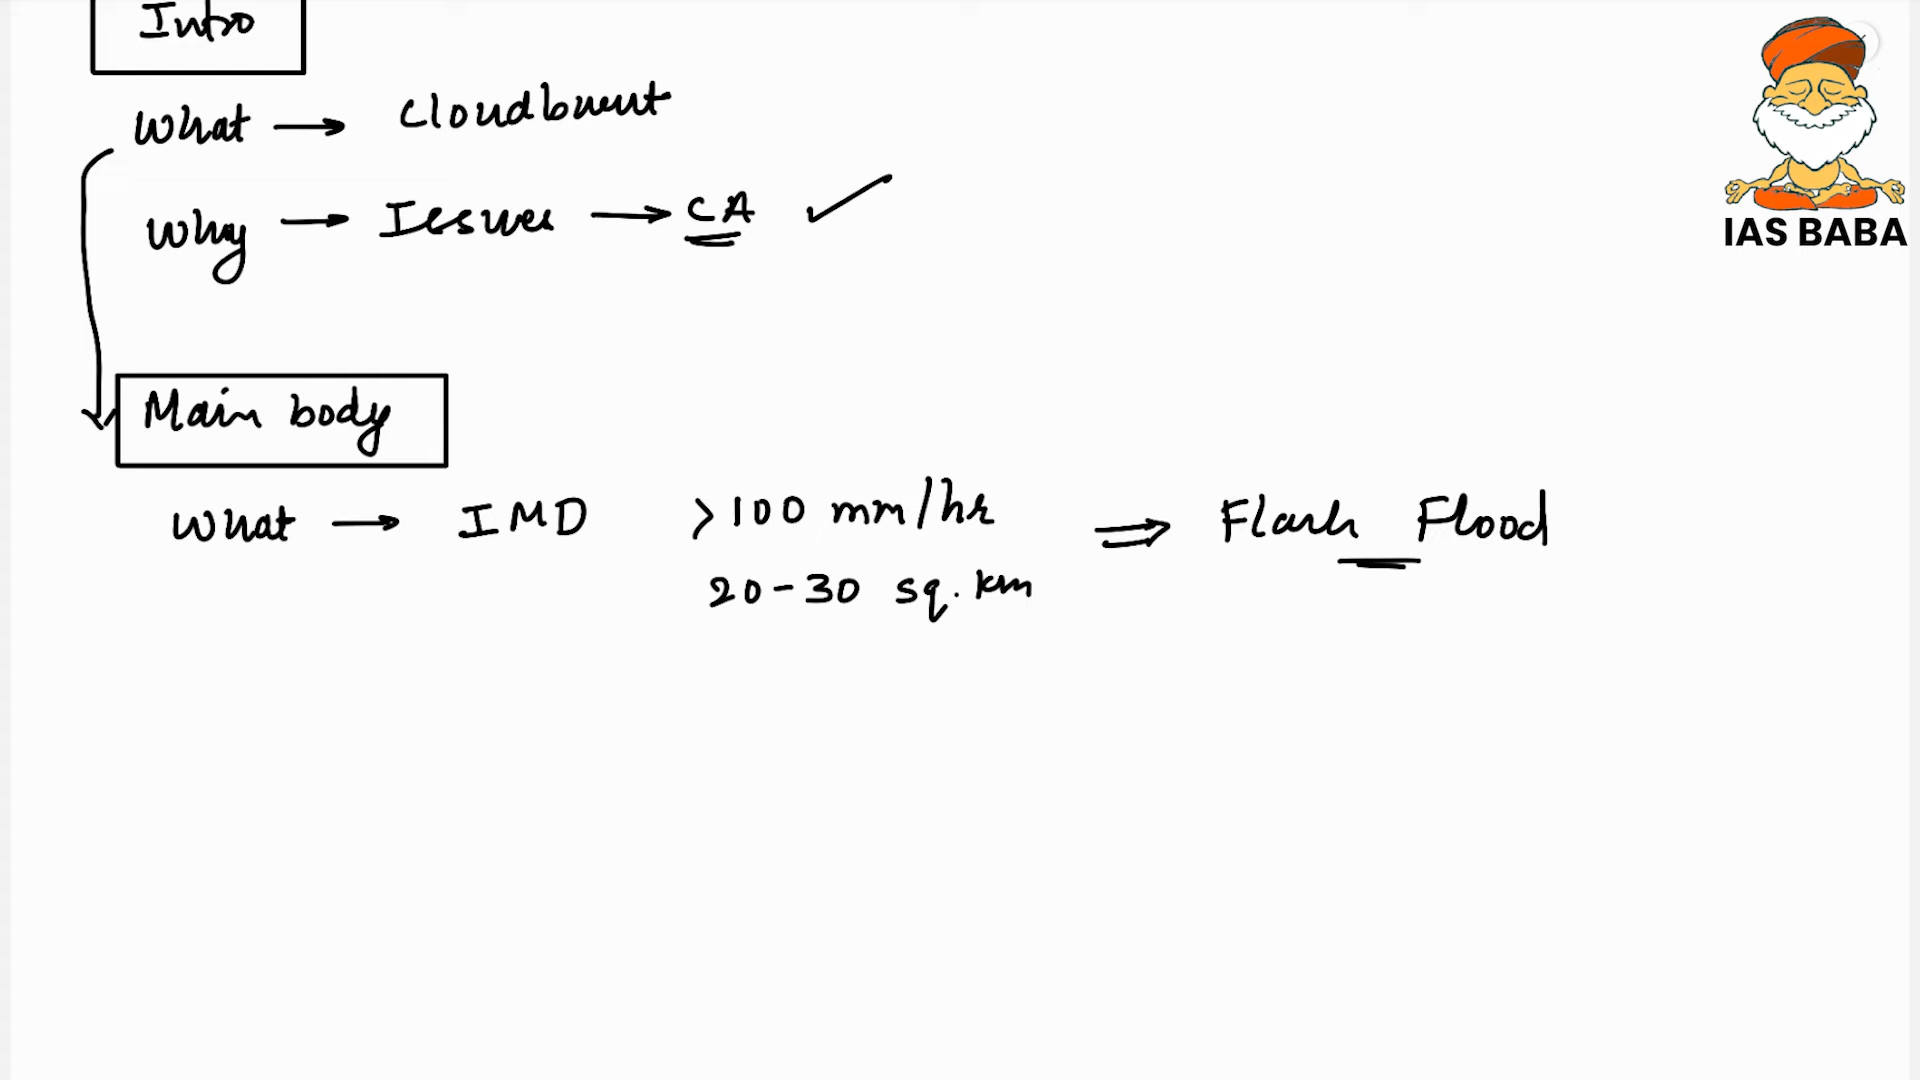 Intro
What → Cloudburst
Why → Issues → CA ✓
IAS BABA
Main body
What → IMD >100 mm/hr ⇒ Flash Flood
20-30 sq. km